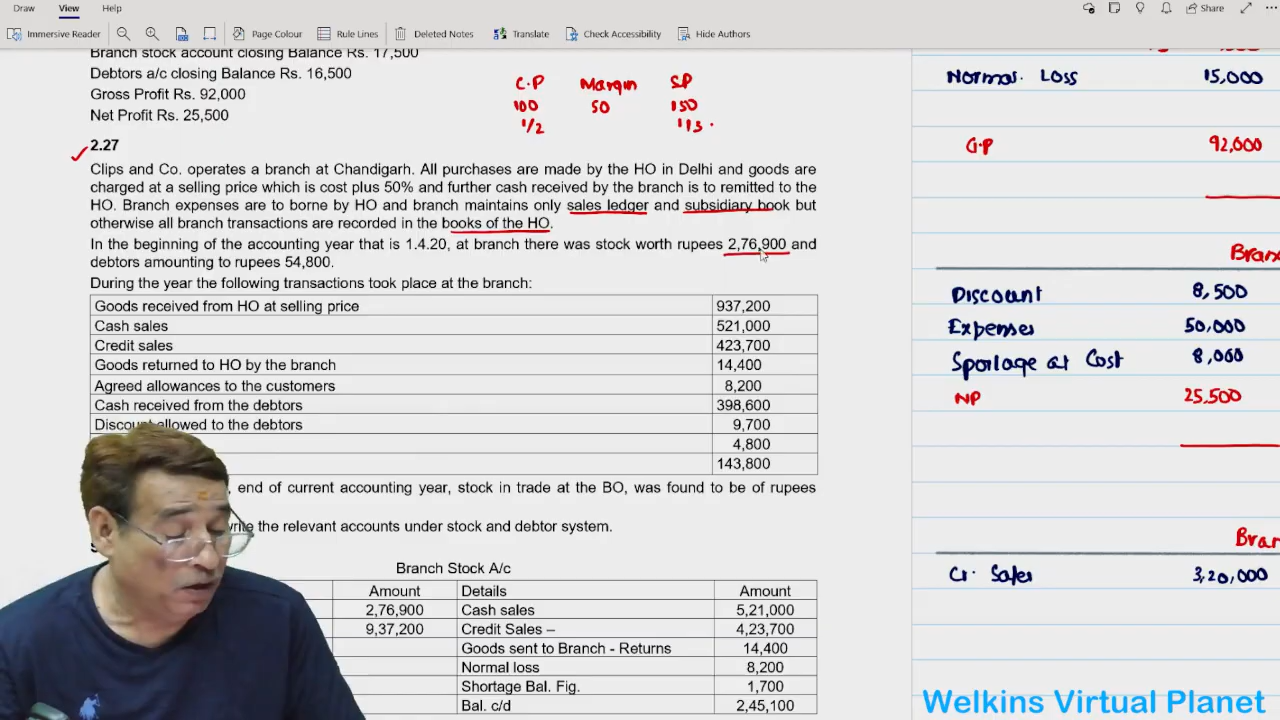 Draw View Help
Immersive Reader Page Colour Rule Lines Deleted Notes Translate Check Accessibility Hide Authors Share
Branch stock account closing Balance Rs. 17,500
Debtors a/c closing Balance Rs. 16,500
Gross Profit Rs. 92,000
Net Profit Rs. 25,500
C.P Margin S.P
100 50 150
1/2 1/3
2.27
Clips and Co. operates a branch at Chandigarh. All purchases are made by the HO in Delhi and goods are
charged at a selling price which is cost plus 50% and further cash received by the branch is to remitted to the
HO. Branch expenses are to borne by HO and branch maintains only sales ledger and subsidiary book but
otherwise all branch transactions are recorded in the books of the HO.
In the beginning of the accounting year that is 1.4.20, at branch there was stock worth rupees 2,76,900 and
debtors amounting to rupees 54,800.
During the year the following transactions took place at the branch:
Goods received from HO at selling price 937,200
Cash sales 521,000
Credit sales 423,700
Goods returned to HO by the branch 14,400
Agreed allowances to the customers 8,200
Cash received from the debtors 398,600
Discount allowed to the debtors 9,700
4,800
143,800
, end of current accounting year, stock in trade at the BO, was found to be of rupees
write the relevant accounts under stock and debtor system.
Branch Stock A/c
Amount Details Amount
2,76,900 Cash sales 5,21,000
9,37,200 Credit Sales – 4,23,700
Goods sent to Branch - Returns 14,400
Normal loss 8,200
Shortage Bal. Fig. 1,700
Bal. c/d 2,45,100
Normal Loss 15,000
G.P 92,000
Bran
Discount 8,500
Expenses 50,000
Sporlage at Cost 8,000
NP 25,500
Bran
Cr. Sales 3,20,000
Welkins Virtual Planet